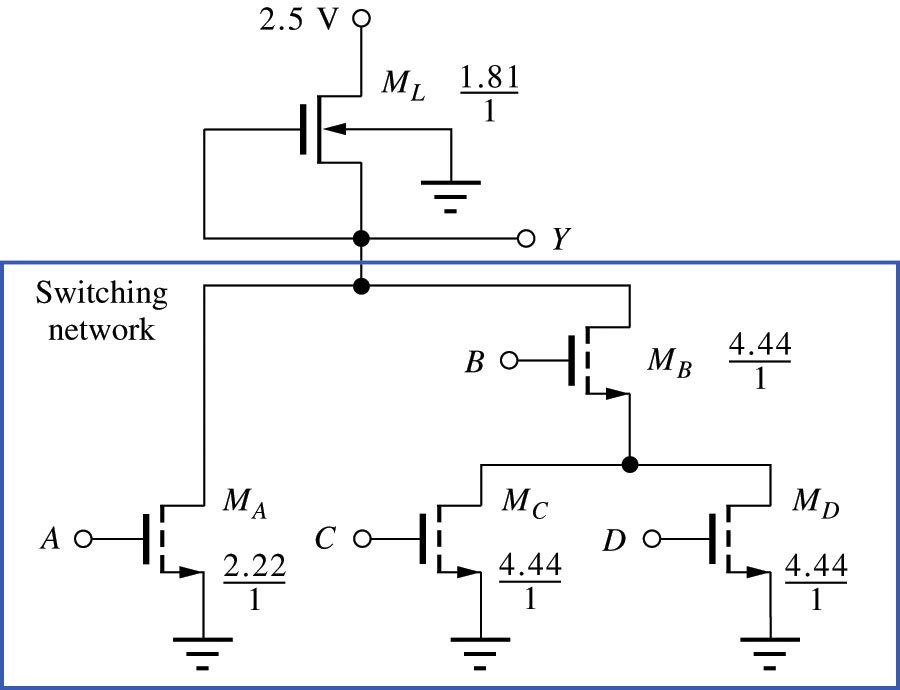 2.5 V
M_L
1.81
1
Y
Switching
network
B
M_B
4.44
1
A
M_A
2.22
1
C
M_C
4.44
1
D
M_D
4.44
1